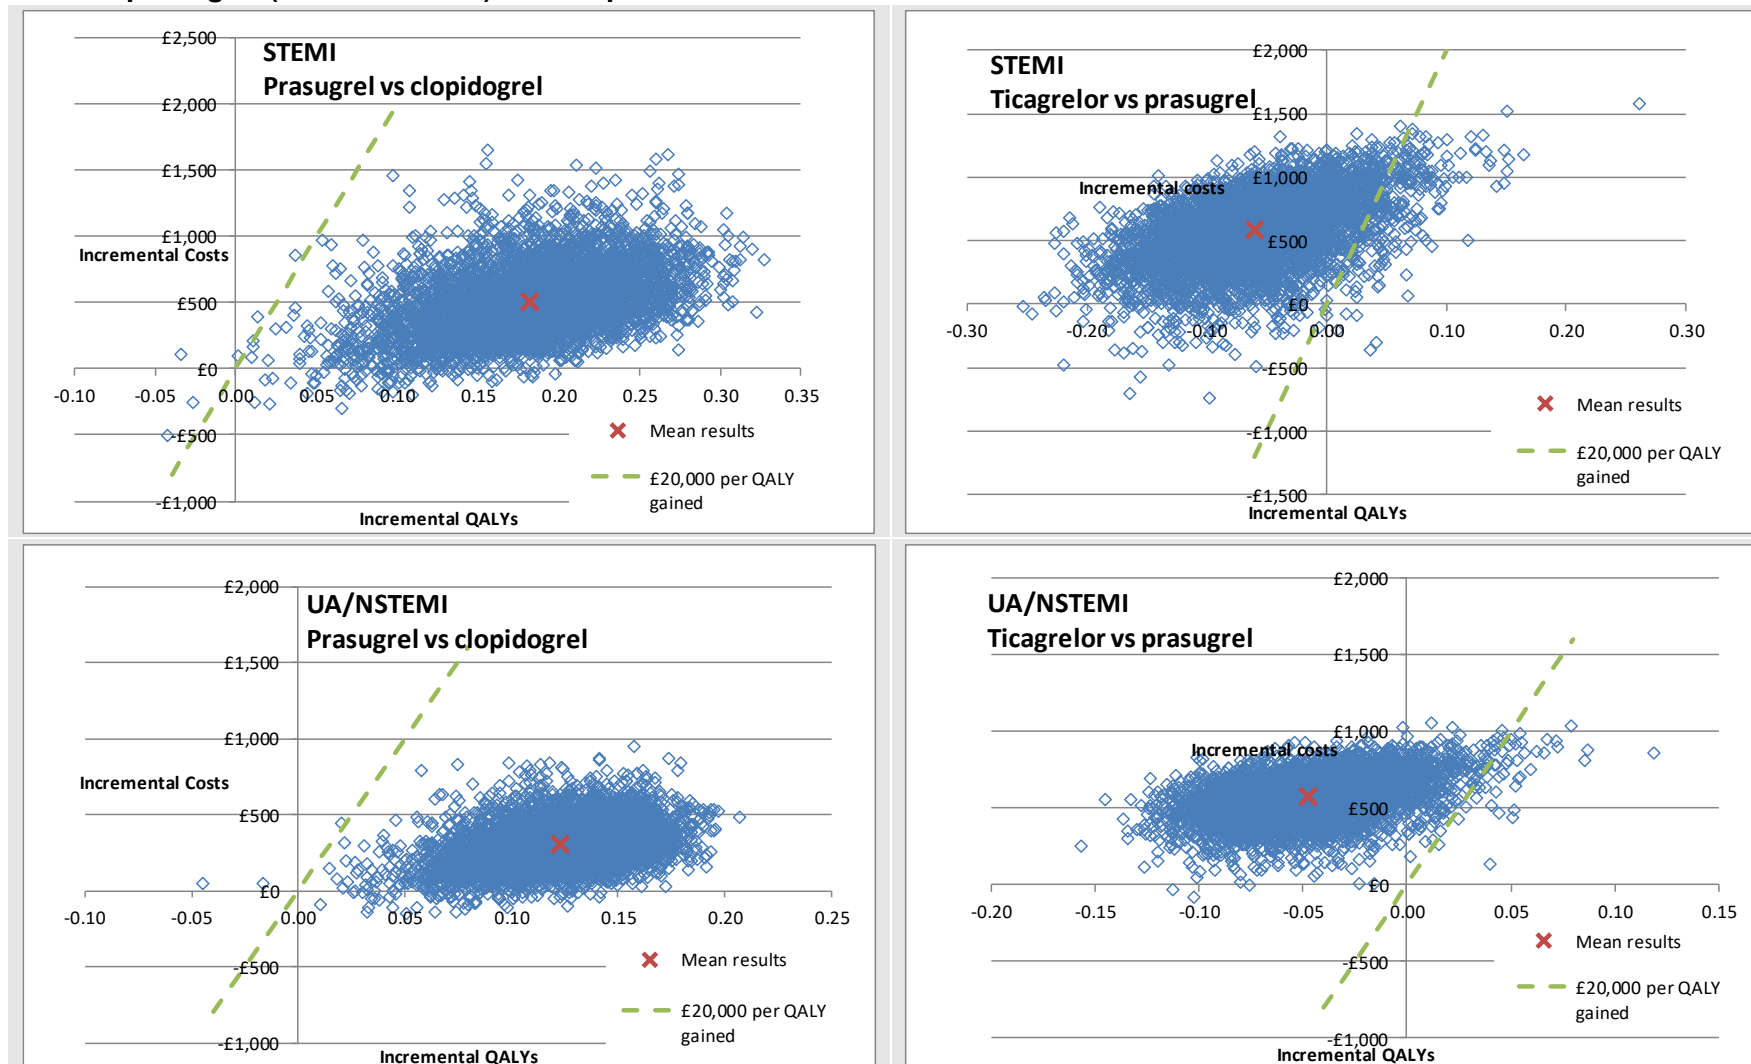 £2,500
STEMI
Prasugrel vs clopidogrel
£2,000
£1,500
£1,000
Incremental Costs
£500
£0
-0.10 -0.05 0.00 0.05 0.10 0.15 0.20 0.25 0.30 0.35
-£500
Mean results
£20,000 per QALY
gained
-£1,000
Incremental QALYs
£2,000
STEMI
Ticagrelor vs prasugrel
£1,500
£1,000
Incremental costs
£500
£0
-0.30 -0.20 -0.10 0.00 0.10 0.20 0.30
-£500
Mean results
-£1,000
£20,000 per QALY
gained
-£1,500
Incremental QALYs
£2,000
UA/NSTEMI
Prasugrel vs clopidogrel
£1,500
£1,000
Incremental Costs
£500
£0
-0.10 -0.05 0.00 0.05 0.10 0.15 0.20 0.25
-£500
Mean results
£20,000 per QALY
gained
-£1,000
Incremental QALYs
£2,000
UA/NSTEMI
Ticagrelor vs prasugrel
£1,500
£1,000
Incremental costs
£500
£0
-0.20 -0.15 -0.10 -0.05 0.00 0.05 0.10 0.15
Mean results
-£500
£20,000 per QALY
gained
-£1,000
Incremental QALYs